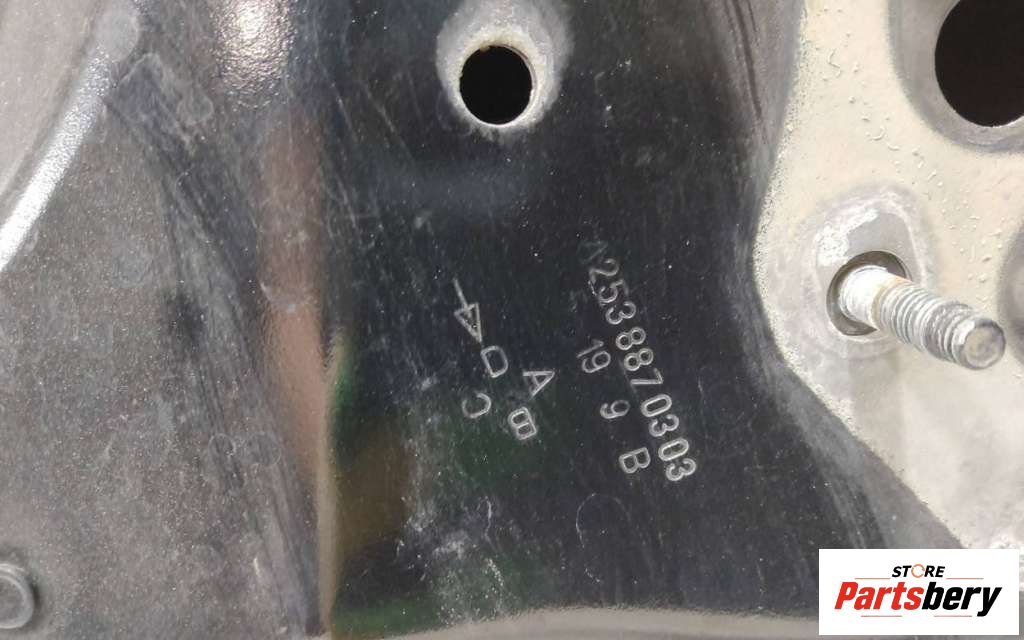 A2538870303
19 9 B
D A
C B
STORE
Partsbery